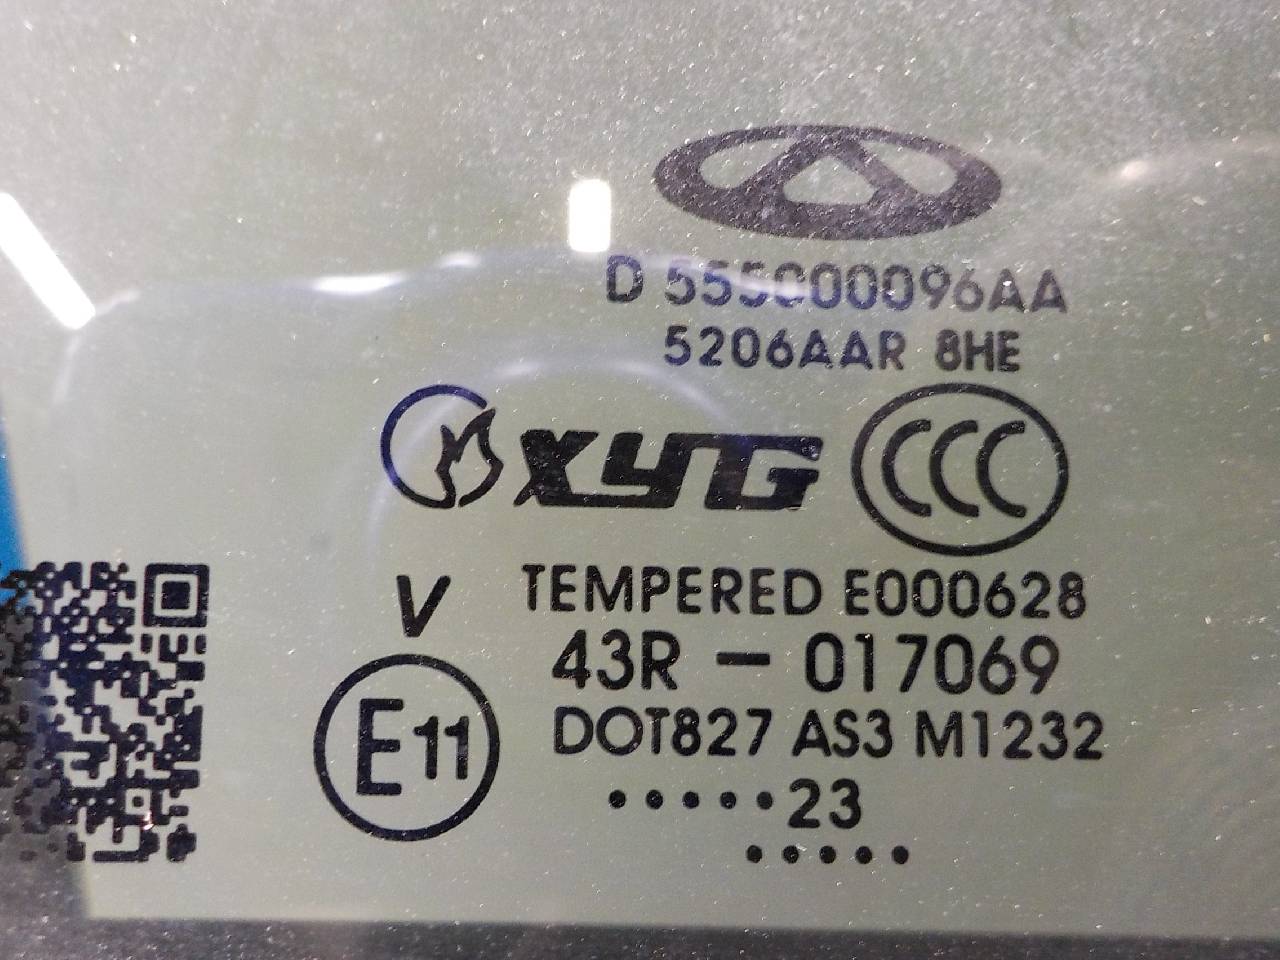 D 555000096AA
5206AAR 8HE
XYG CCC
V TEMPERED E000628
43R - 017069
E11 DOT827 AS3 M1232
•••••23
•••••